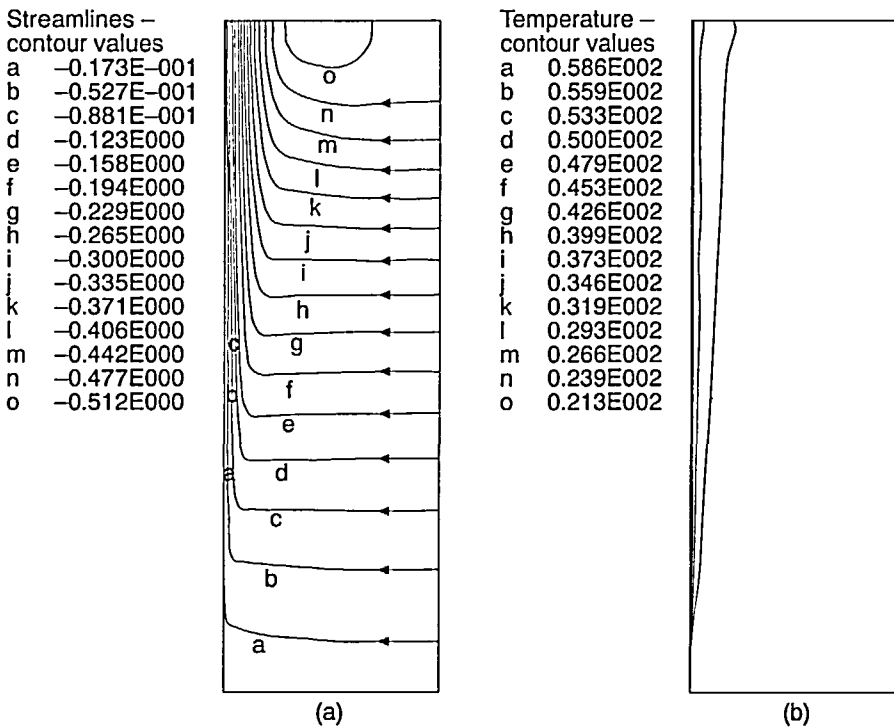 Streamlines –
contour values
a −0.173E−001
b −0.527E−001
c −0.881E−001
d −0.123E000
e −0.158E000
f −0.194E000
g −0.229E000
h −0.265E000
i −0.300E000
j −0.335E000
k −0.371E000
l −0.406E000
m −0.442E000
n −0.477E000
o −0.512E000
o
n
m
l
k
j
i
h
g
c
f
c
e
a
d
c
b
a
(a)
Temperature –
contour values
a 0.586E002
b 0.559E002
c 0.533E002
d 0.500E002
e 0.479E002
f 0.453E002
g 0.426E002
h 0.399E002
i 0.373E002
j 0.346E002
k 0.319E002
l 0.293E002
m 0.266E002
n 0.239E002
o 0.213E002
(b)